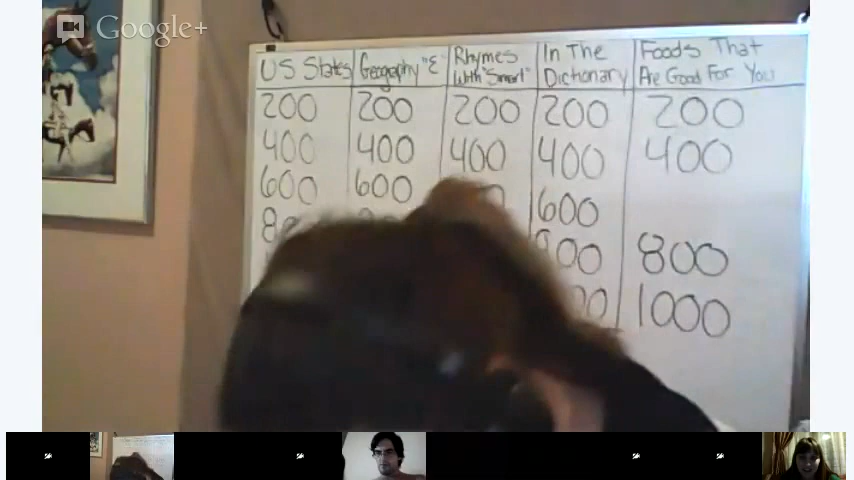 Google+
US States Geography "E" Rhymes With "Smart" In The Dictionary Foods That Are Good For You
200 200 200 200 200
400 400 400 400 400
600 600 600
800
1000